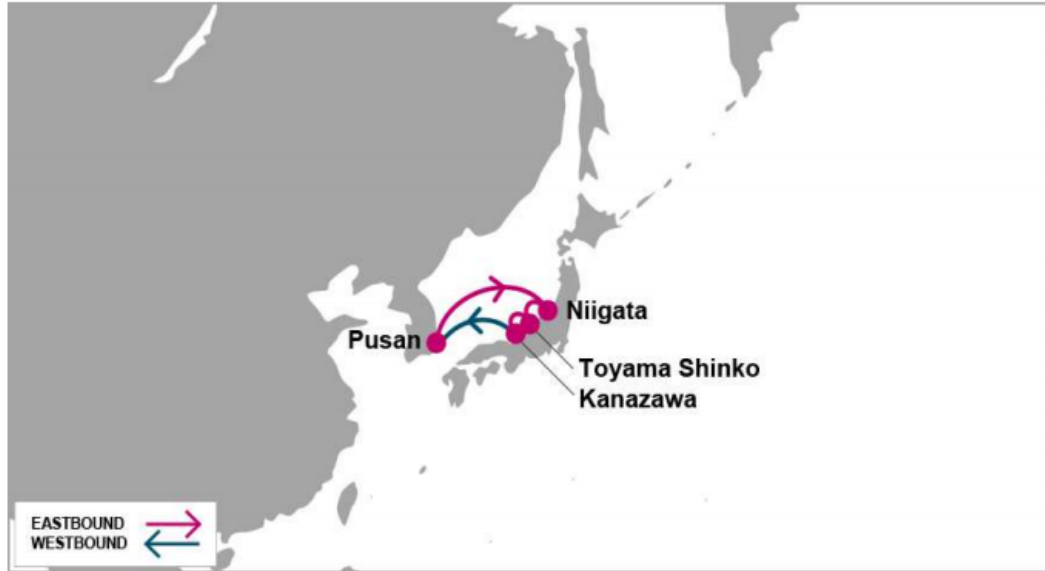 Niigata
Pusan
Toyama Shinko
Kanazawa
EASTBOUND
WESTBOUND